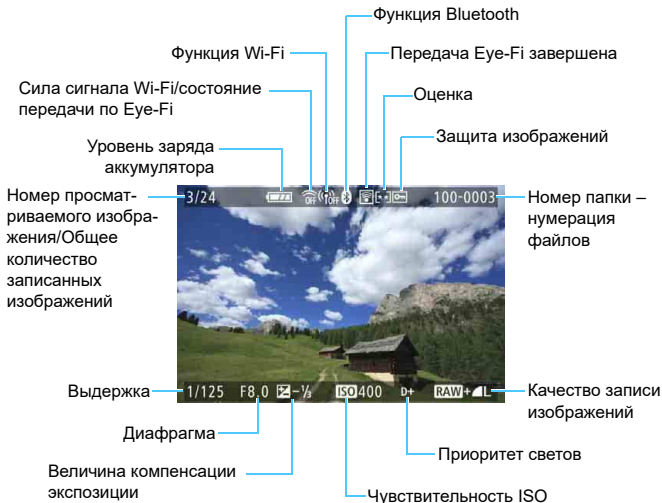 Функция Bluetooth
Функция Wi-Fi
Передача Eye-Fi завершена
Сила сигнала Wi-Fi/состояние
передачи по Eye-Fi
Оценка
Уровень заряда
аккумулятора
Защита изображений
Номер просмат-
риваемого изобра-
жения/Общее
количество
записанных
изображений
3/24 OFF OFF 100-0003
Номер папки –
нумерация
файлов
Выдержка
1/125 F8.0 -⅓ ISO 400 D+ RAW+L
Качество записи
изображений
Диафрагма
Приоритет светов
Величина компенсации
экспозиции
Чувствительность ISO